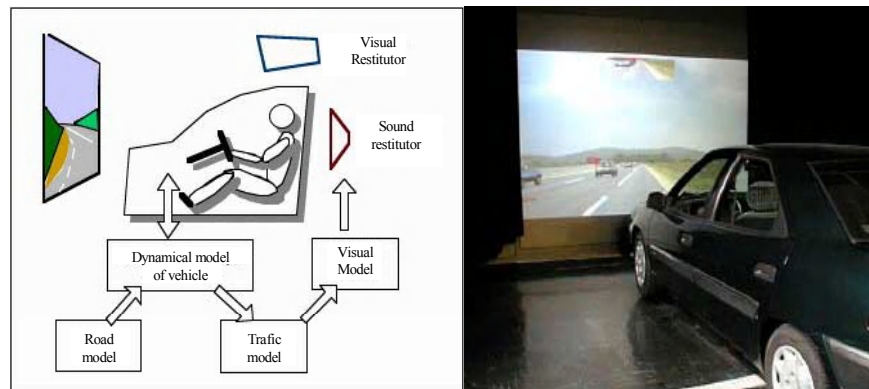 Visual
Restitutor
Sound
restitutor
Dynamical model
of vehicle
Visual
Model
Road
model
Trafic
model